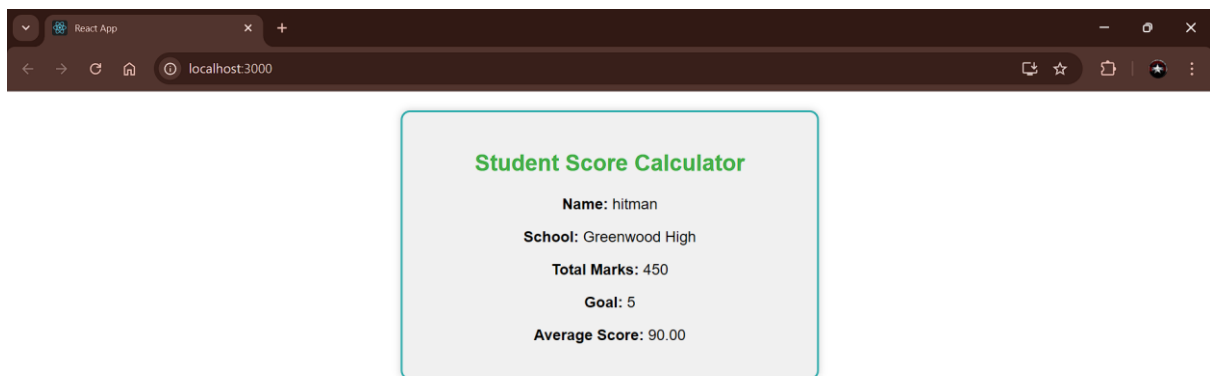 React App
localhost:3000
Student Score Calculator
Name: hitman
School: Greenwood High
Total Marks: 450
Goal: 5
Average Score: 90.00